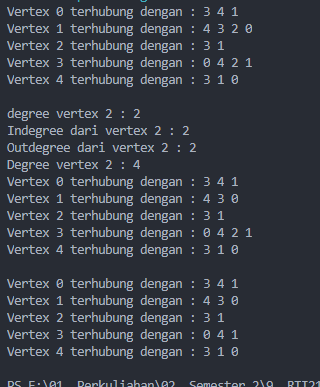 Vertex 0 terhubung dengan : 3 4 1
Vertex 1 terhubung dengan : 4 3 2 0
Vertex 2 terhubung dengan : 3 1
Vertex 3 terhubung dengan : 0 4 2 1
Vertex 4 terhubung dengan : 3 1 0

degree vertex 2 : 2
Indegree dari vertex 2 : 2
Outdegree dari vertex 2 : 2
Degree vertex 2 : 4
Vertex 0 terhubung dengan : 3 4 1
Vertex 1 terhubung dengan : 4 3 0
Vertex 2 terhubung dengan : 3 1
Vertex 3 terhubung dengan : 0 4 2 1
Vertex 4 terhubung dengan : 3 1 0

Vertex 0 terhubung dengan : 3 4 1
Vertex 1 terhubung dengan : 4 3 0
Vertex 2 terhubung dengan : 3 1
Vertex 3 terhubung dengan : 0 4 1
Vertex 4 terhubung dengan : 3 1 0

PS E:\01. Perkuliahan\02. Semester 2\9.